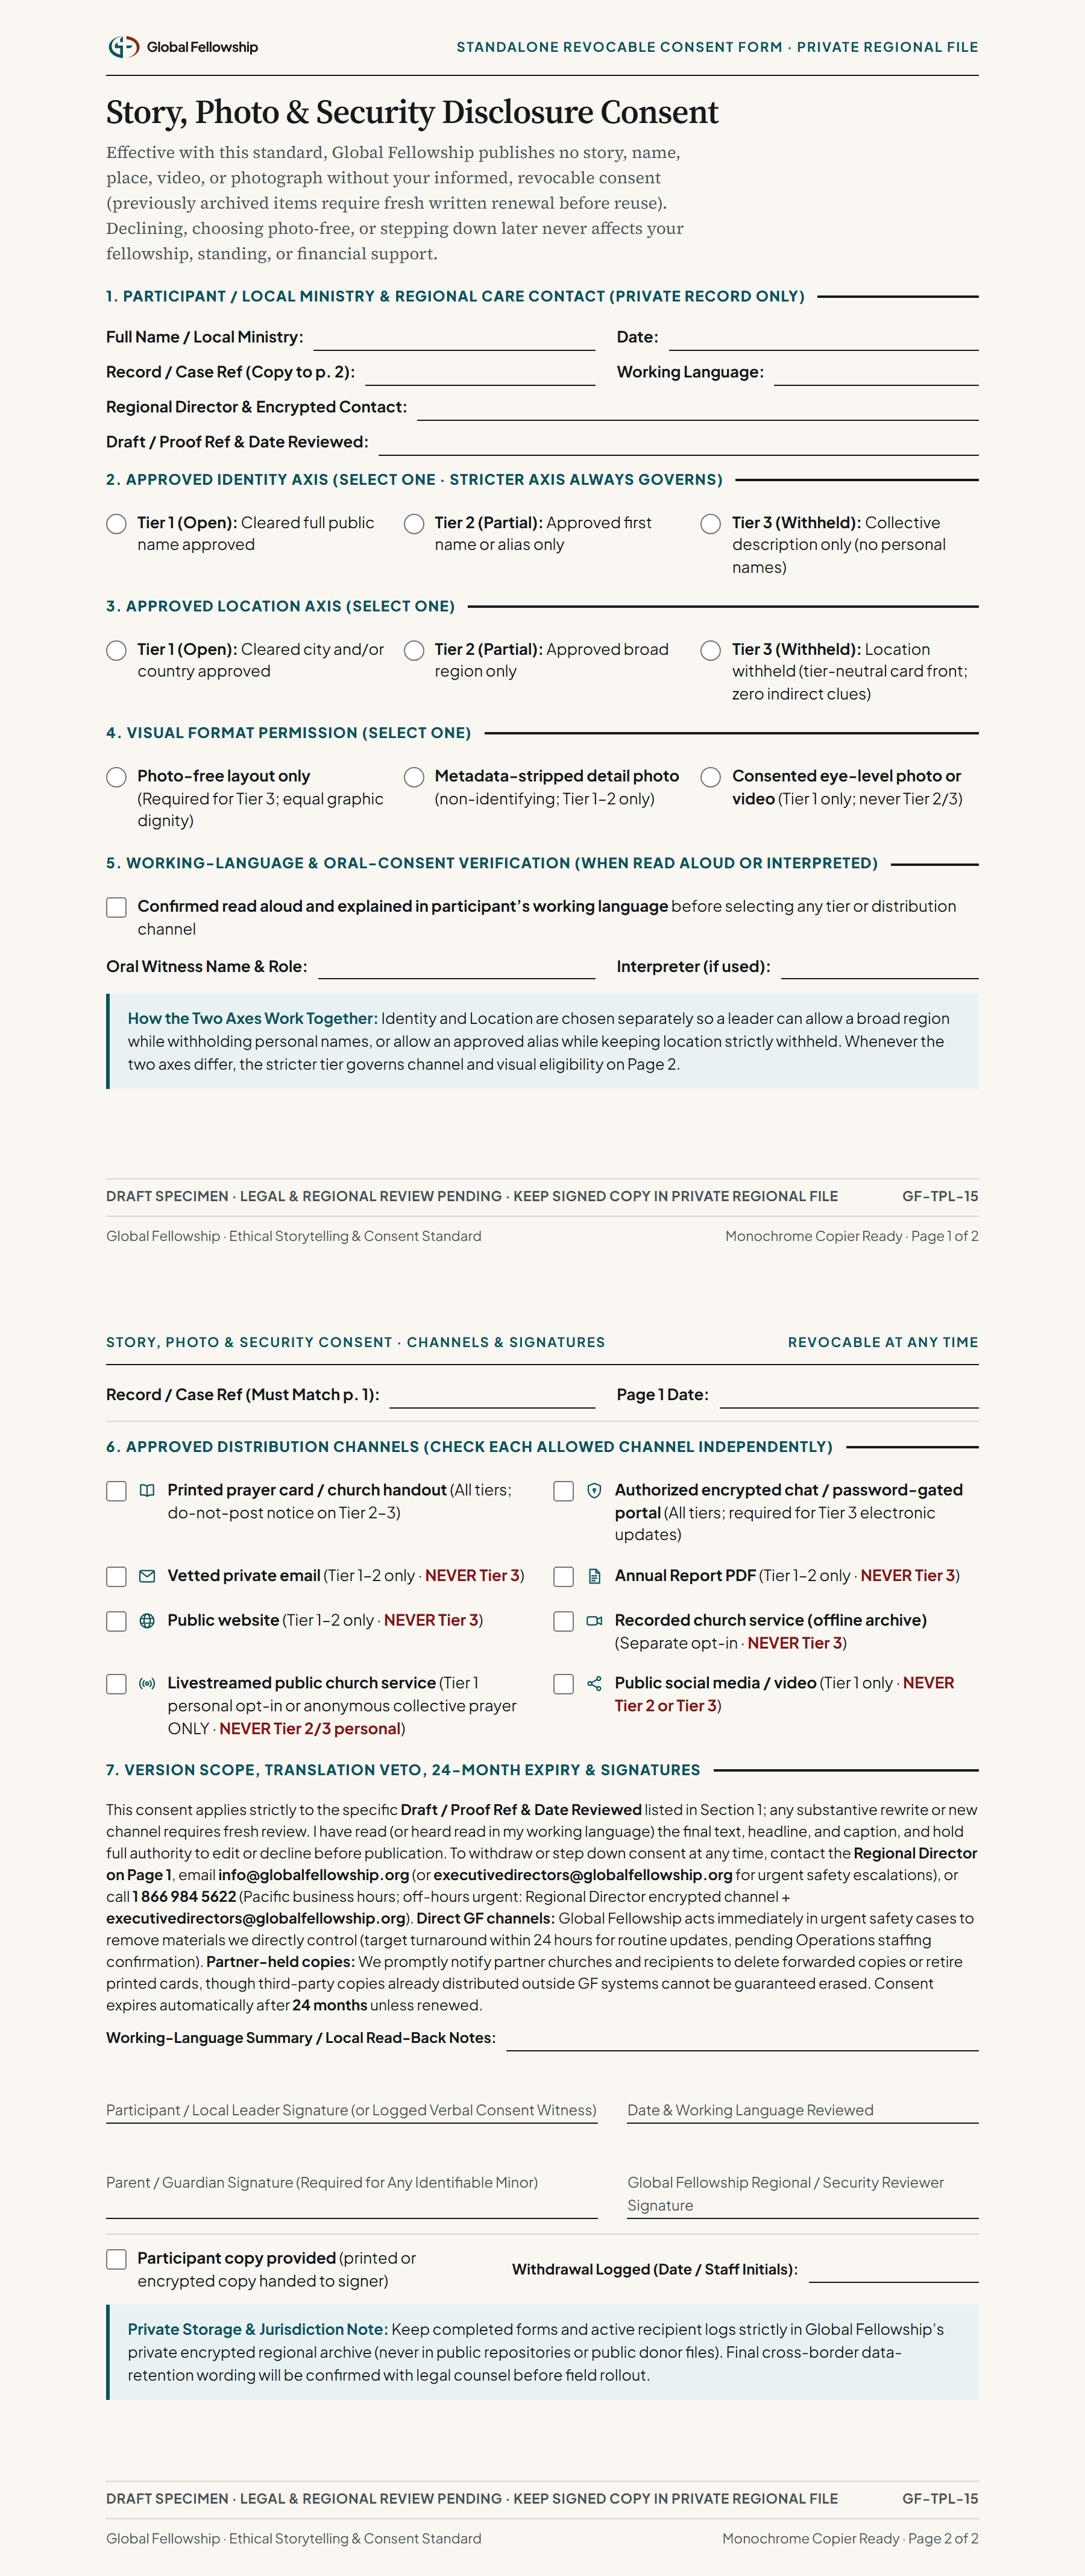 Global Fellowship
STANDALONE REVOCABLE CONSENT FORM · PRIVATE REGIONAL FILE
Story, Photo & Security Disclosure Consent
Effective with this standard, Global Fellowship publishes no story, name,
place, video, or photograph without your informed, revocable consent
(previously archived items require fresh written renewal before reuse).
Declining, choosing photo-free, or stepping down later never affects your
fellowship, standing, or financial support.
1. PARTICIPANT / LOCAL MINISTRY & REGIONAL CARE CONTACT (PRIVATE RECORD ONLY)
Full Name / Local Ministry:
Date:
Record / Case Ref (Copy to p. 2):
Working Language:
Regional Director & Encrypted Contact:
Draft / Proof Ref & Date Reviewed:
2. APPROVED IDENTITY AXIS (SELECT ONE · STRICTER AXIS ALWAYS GOVERNS)
Tier 1 (Open): Cleared full public
name approved
Tier 2 (Partial): Approved first
name or alias only
Tier 3 (Withheld): Collective
description only (no personal
names)
3. APPROVED LOCATION AXIS (SELECT ONE)
Tier 1 (Open): Cleared city and/or
country approved
Tier 2 (Partial): Approved broad
region only
Tier 3 (Withheld): Location
withheld (tier-neutral card front;
zero indirect clues)
4. VISUAL FORMAT PERMISSION (SELECT ONE)
Photo-free layout only
(Required for Tier 3; equal graphic
dignity)
Metadata-stripped detail photo
(non-identifying; Tier 1–2 only)
Consented eye-level photo or
video (Tier 1 only; never Tier 2/3)
5. WORKING-LANGUAGE & ORAL-CONSENT VERIFICATION (WHEN READ ALOUD OR INTERPRETED)
Confirmed read aloud and explained in participant’s working language before selecting any tier or distribution
channel
Oral Witness Name & Role:
Interpreter (if used):
How the Two Axes Work Together: Identity and Location are chosen separately so a leader can allow a broad region
while withholding personal names, or allow an approved alias while keeping location strictly withheld. Whenever the
two axes differ, the stricter tier governs channel and visual eligibility on Page 2.
DRAFT SPECIMEN · LEGAL & REGIONAL REVIEW PENDING · KEEP SIGNED COPY IN PRIVATE REGIONAL FILE
GF-TPL-15
Global Fellowship · Ethical Storytelling & Consent Standard
Monochrome Copier Ready · Page 1 of 2
STORY, PHOTO & SECURITY CONSENT · CHANNELS & SIGNATURES
REVOCABLE AT ANY TIME
Record / Case Ref (Must Match p. 1):
Page 1 Date:
6. APPROVED DISTRIBUTION CHANNELS (CHECK EACH ALLOWED CHANNEL INDEPENDENTLY)
Printed prayer card / church handout (All tiers;
do-not-post notice on Tier 2–3)
Authorized encrypted chat / password-gated
portal (All tiers; required for Tier 3 electronic
updates)
Vetted private email (Tier 1–2 only · NEVER Tier 3)
Annual Report PDF (Tier 1–2 only · NEVER Tier 3)
Public website (Tier 1–2 only · NEVER Tier 3)
Recorded church service (offline archive)
(Separate opt-in · NEVER Tier 3)
Livestreamed public church service (Tier 1
personal opt-in or anonymous collective prayer
ONLY · NEVER Tier 2/3 personal)
Public social media / video (Tier 1 only · NEVER
Tier 2 or Tier 3)
7. VERSION SCOPE, TRANSLATION VETO, 24-MONTH EXPIRY & SIGNATURES
This consent applies strictly to the specific Draft / Proof Ref & Date Reviewed listed in Section 1; any substantive rewrite or new
channel requires fresh review. I have read (or heard read in my working language) the final text, headline, and caption, and hold
full authority to edit or decline before publication. To withdraw or step down consent at any time, contact the Regional Director
on Page 1, email info@globalfellowship.org (or executivedirectors@globalfellowship.org for urgent safety escalations), or
call 1 866 984 5622 (Pacific business hours; off-hours urgent: Regional Director encrypted channel +
executivedirectors@globalfellowship.org). Direct GF channels: Global Fellowship acts immediately in urgent safety cases to
remove materials we directly control (target turnaround within 24 hours for routine updates, pending Operations staffing
confirmation). Partner-held copies: We promptly notify partner churches and recipients to delete forwarded copies or retire
printed cards, though third-party copies already distributed outside GF systems cannot be guaranteed erased. Consent
expires automatically after 24 months unless renewed.
Working-Language Summary / Local Read-Back Notes:
Participant / Local Leader Signature (or Logged Verbal Consent Witness)
Date & Working Language Reviewed
Parent / Guardian Signature (Required for Any Identifiable Minor)
Global Fellowship Regional / Security Reviewer
Signature
Participant copy provided (printed or
encrypted copy handed to signer)
Withdrawal Logged (Date / Staff Initials):
Private Storage & Jurisdiction Note: Keep completed forms and active recipient logs strictly in Global Fellowship’s
private encrypted regional archive (never in public repositories or public donor files). Final cross-border data-
retention wording will be confirmed with legal counsel before field rollout.
DRAFT SPECIMEN · LEGAL & REGIONAL REVIEW PENDING · KEEP SIGNED COPY IN PRIVATE REGIONAL FILE
GF-TPL-15
Global Fellowship · Ethical Storytelling & Consent Standard
Monochrome Copier Ready · Page 2 of 2